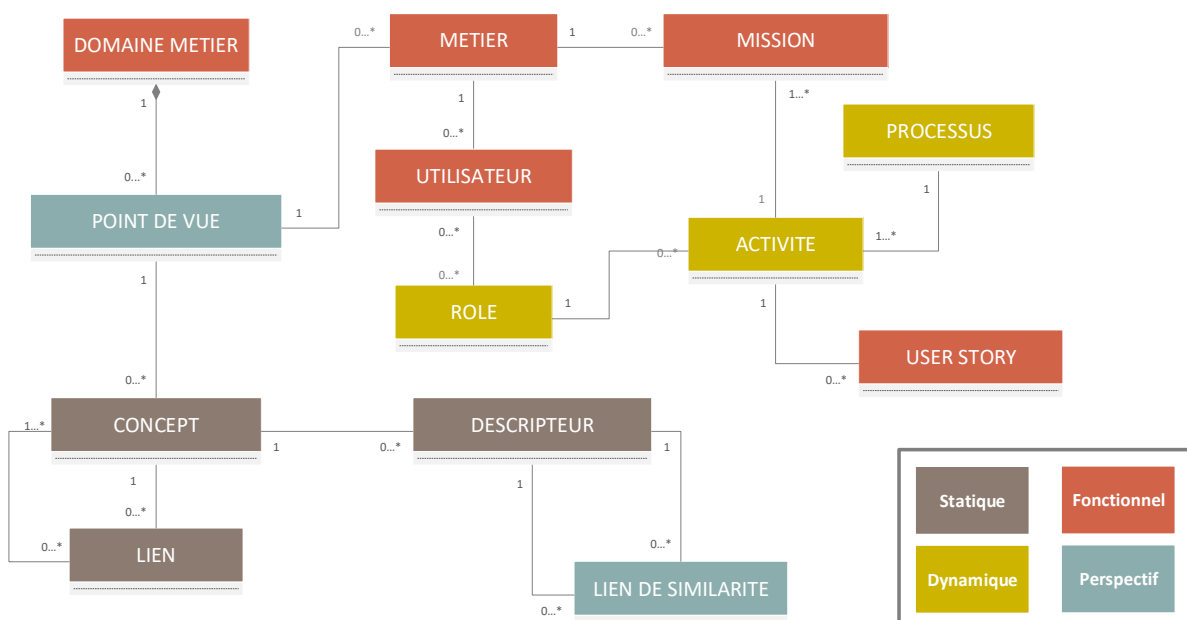 0...*
1
0...*
DOMAINE METIER
METIER
MISSION
1
1
1...*
PROCESSUS
0...*
UTILISATEUR
0...*
1
1
POINT DE VUE
1
0...*
ACTIVITE
1...*
0...*
1
0...*
1
ROLE
1
USER STORY
0...*
0...*
CONCEPT
DESCRIPTEUR
1...*
1
0...*
1
1
1
0...*
0...*
LIEN
0...*
LIEN DE SIMILARITE
0...*
Statique
Fonctionnel
Dynamique
Perspectif